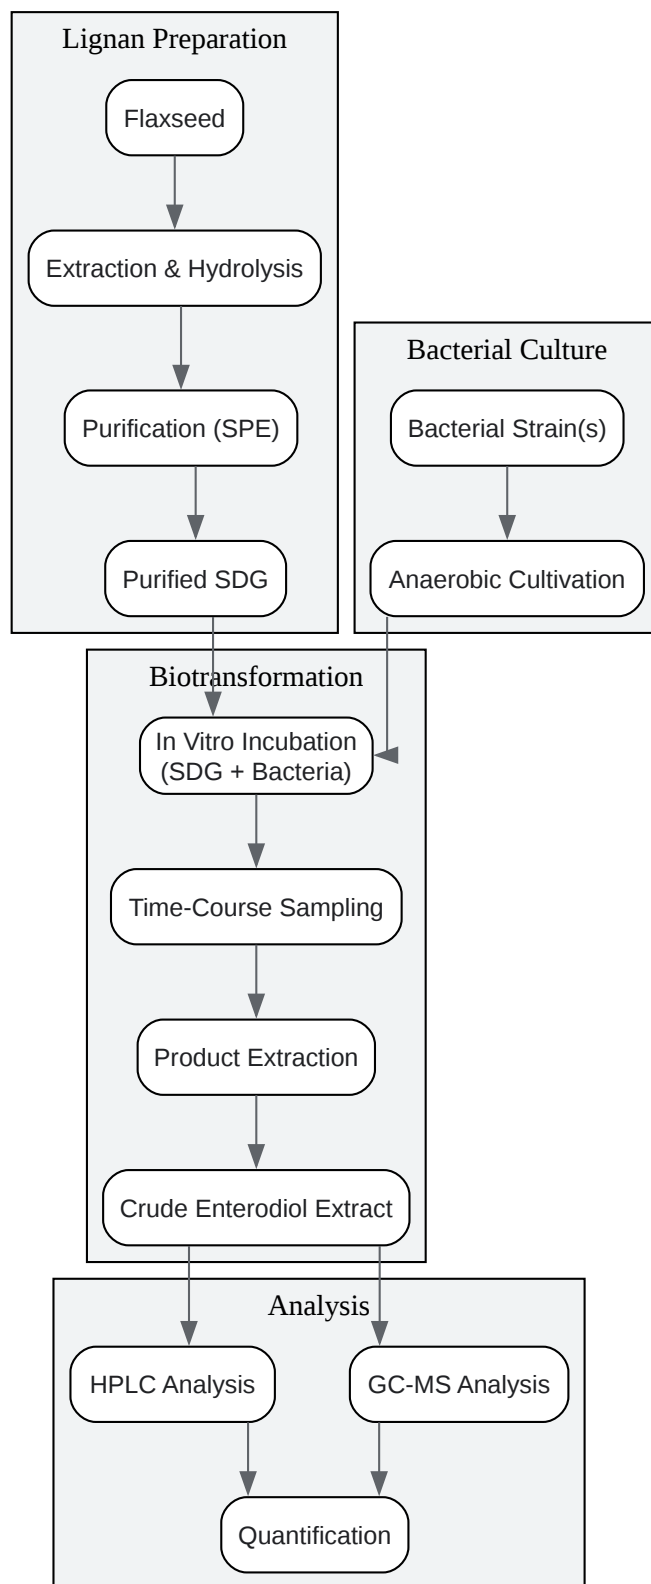 Lignan Preparation
Flaxseed
Extraction & Hydrolysis
Purification (SPE)
Purified SDG
Bacterial Culture
Bacterial Strain(s)
Anaerobic Cultivation
Biotransformation
In Vitro Incubation
(SDG + Bacteria)
Time-Course Sampling
Product Extraction
Crude Enterodiol Extract
Analysis
HPLC Analysis
GC-MS Analysis
Quantification